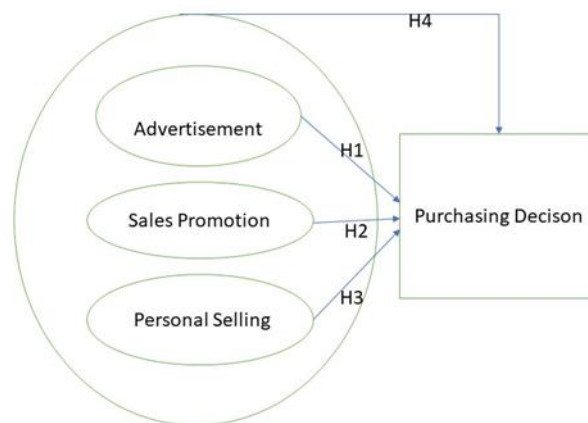 H4
Advertisement
H1
Sales Promotion
H2
Purchasing Decison
Personal Selling
H3